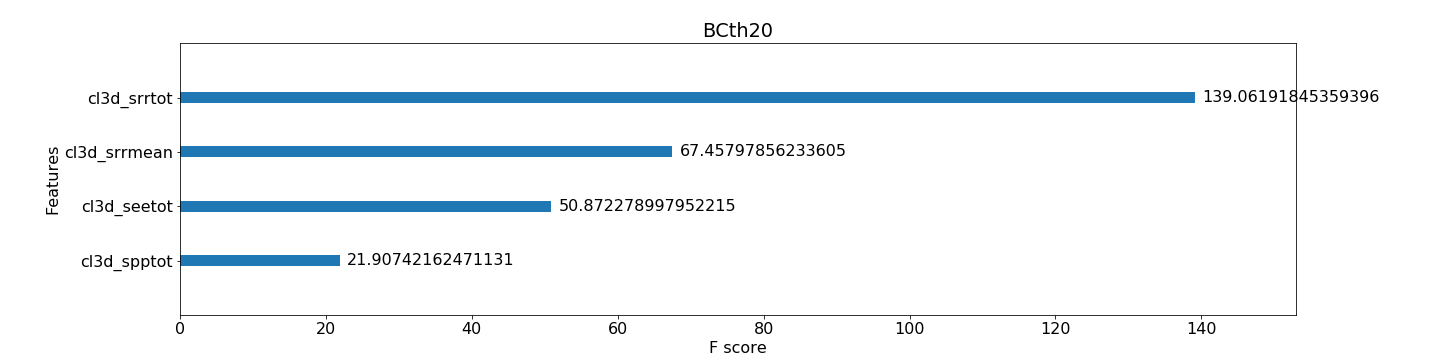 BCth20
cl3d_srrtot 139.06191845359396
cl3d_srrmean 67.45797856233605
cl3d_seetot 50.872278997952215
cl3d_spptot 21.90742162471131
Features
0 20 40 60 80 100 120 140
F score